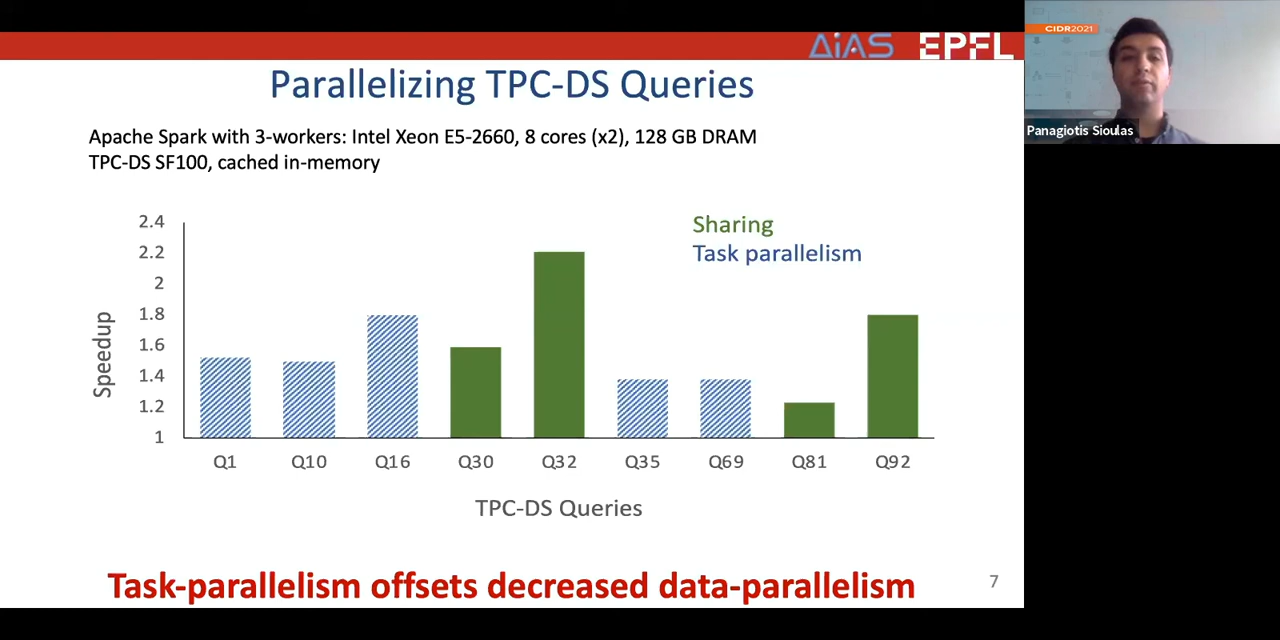 AiAS EPFL
CIDR2021
Parallelizing TPC-DS Queries
Panagiotis Sioulas
Apache Spark with 3-workers: Intel Xeon E5-2660, 8 cores (x2), 128 GB DRAM
TPC-DS SF100, cached in-memory
2.4
2.2
2
1.8
1.6
1.4
1.2
1
Speedup
Sharing
Task parallelism
Q1 Q10 Q16 Q30 Q32 Q35 Q69 Q81 Q92
TPC-DS Queries
Task-parallelism offsets decreased data-parallelism
7